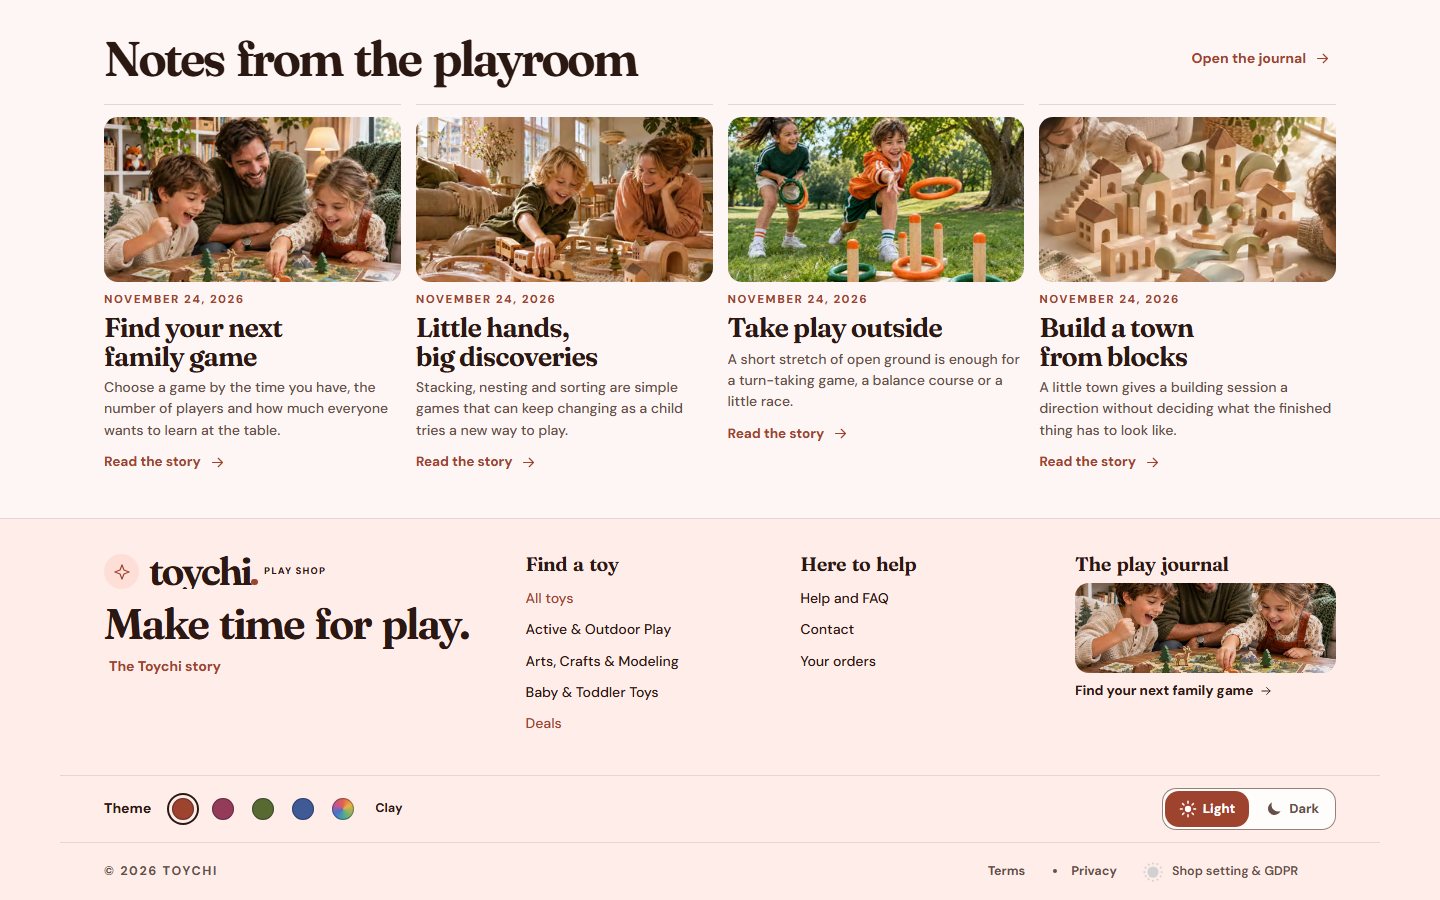 Notes from the playroom
Open the journal
NOVEMBER 24, 2026
Find your next
family game
Choose a game by the time you have, the
number of players and how much everyone
wants to learn at the table.
Read the story
NOVEMBER 24, 2026
Little hands,
big discoveries
Stacking, nesting and sorting are simple
games that can keep changing as a child
tries a new way to play.
Read the story
NOVEMBER 24, 2026
Take play outside
A short stretch of open ground is enough for
a turn-taking game, a balance course or a
little race.
Read the story
NOVEMBER 24, 2026
Build a town
from blocks
A little town gives a building session a
direction without deciding what the finished
thing has to look like.
Read the story
toychi. PLAY SHOP
Make time for play.
The Toychi story
Find a toy
All toys
Active & Outdoor Play
Arts, Crafts & Modeling
Baby & Toddler Toys
Deals
Here to help
Help and FAQ
Contact
Your orders
The play journal
Find your next family game
Theme
Clay
Light
Dark
© 2026 TOYCHI
Terms • Privacy
Shop setting & GDPR